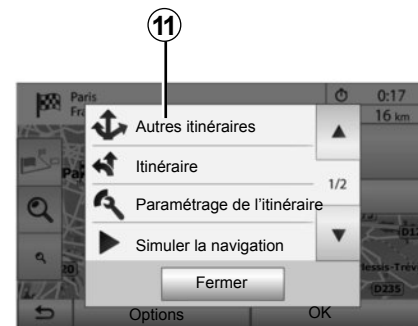 11
Paris
Fra
0:17
16 km
Autres itinéraires
Itinéraire
1/2
Paramétrage de l'itinéraire
Simuler la navigation
Fermer
D235
Options
OK